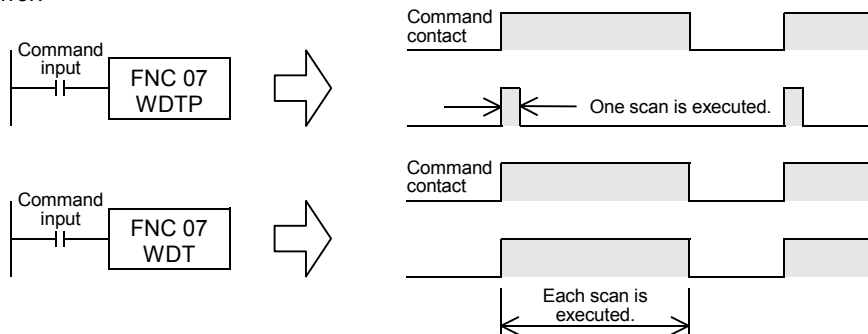 Command
input
FNC 07
WDTP
Command
contact
One scan is executed.
Command
input
FNC 07
WDT
Command
contact
Each scan is
executed.